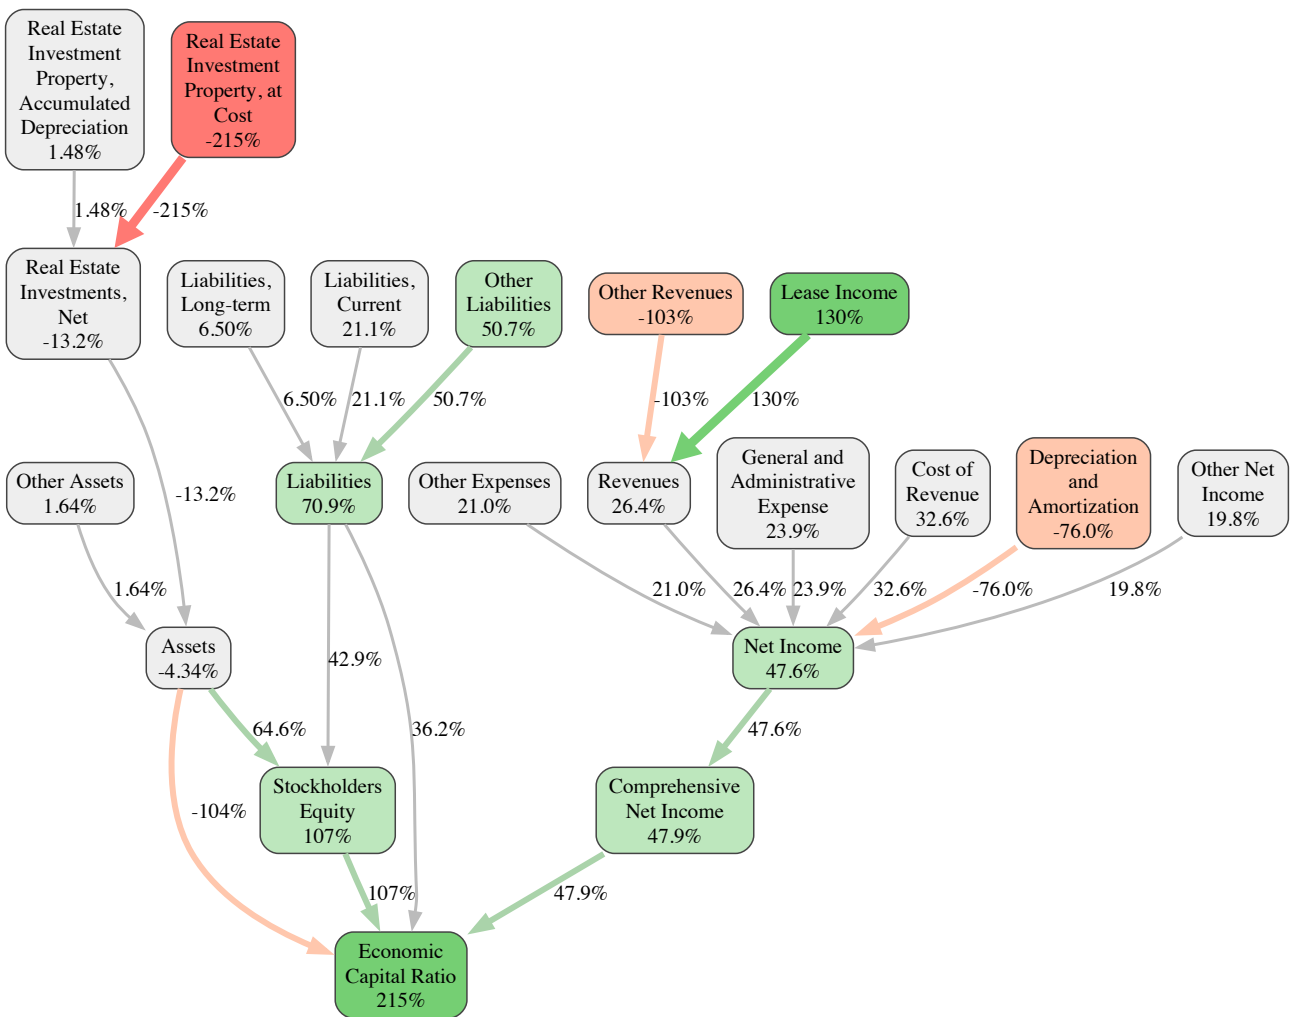 Real Estate
Investment
Property,
Accumulated
Depreciation
1.48%
Real Estate
Investment
Property, at
Cost
-215%
1.48%
-215%
Real Estate
Investments,
Net
-13.2%
Liabilities,
Long-term
6.50%
Liabilities,
Current
21.1%
Other
Liabilities
50.7%
Other Revenues
-103%
Lease Income
130%
6.50%
21.1%
50.7%
-103%
130%
Other Assets
1.64%
-13.2%
Liabilities
70.9%
Other Expenses
21.0%
Revenues
26.4%
General and
Administrative
Expense
23.9%
Cost of
Revenue
32.6%
Depreciation
and
Amortization
-76.0%
Other Net
Income
19.8%
1.64%
21.0%
26.4%
23.9%
32.6%
-76.0%
19.8%
Assets
-4.34%
42.9%
Net Income
47.6%
64.6%
36.2%
47.6%
-104%
Stockholders
Equity
107%
Comprehensive
Net Income
47.9%
107%
47.9%
Economic
Capital Ratio
215%